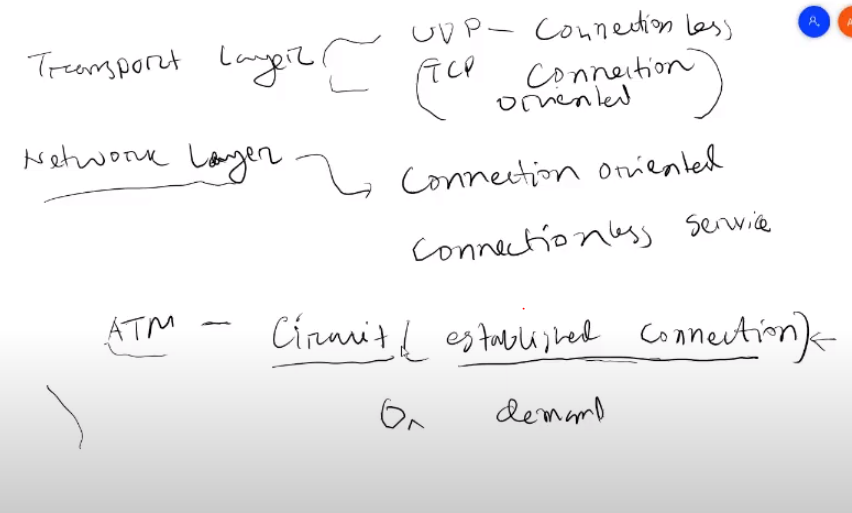 Transport Layer UDP - Connection less
(TCP Connection oriented)
Network Layer → Connection oriented
Connectionless service
ATM - Circuit ( established connection) ←
On demand
A